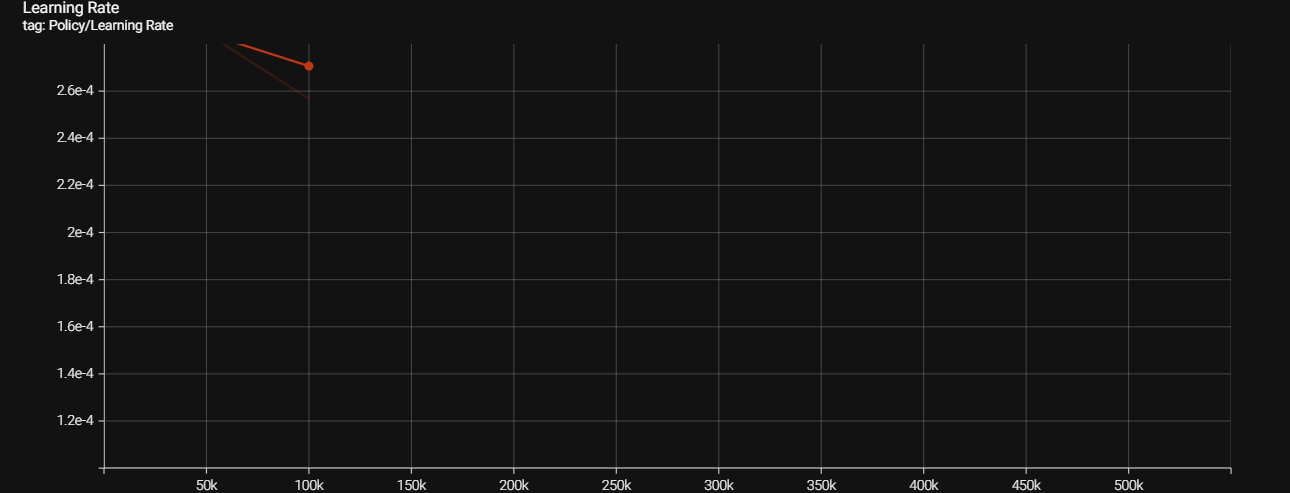 Learning Rate
tag: Policy/Learning Rate
2.6e-4
2.4e-4
2.2e-4
2e-4
1.8e-4
1.6e-4
1.4e-4
1.2e-4
50k 100k 150k 200k 250k 300k 350k 400k 450k 500k